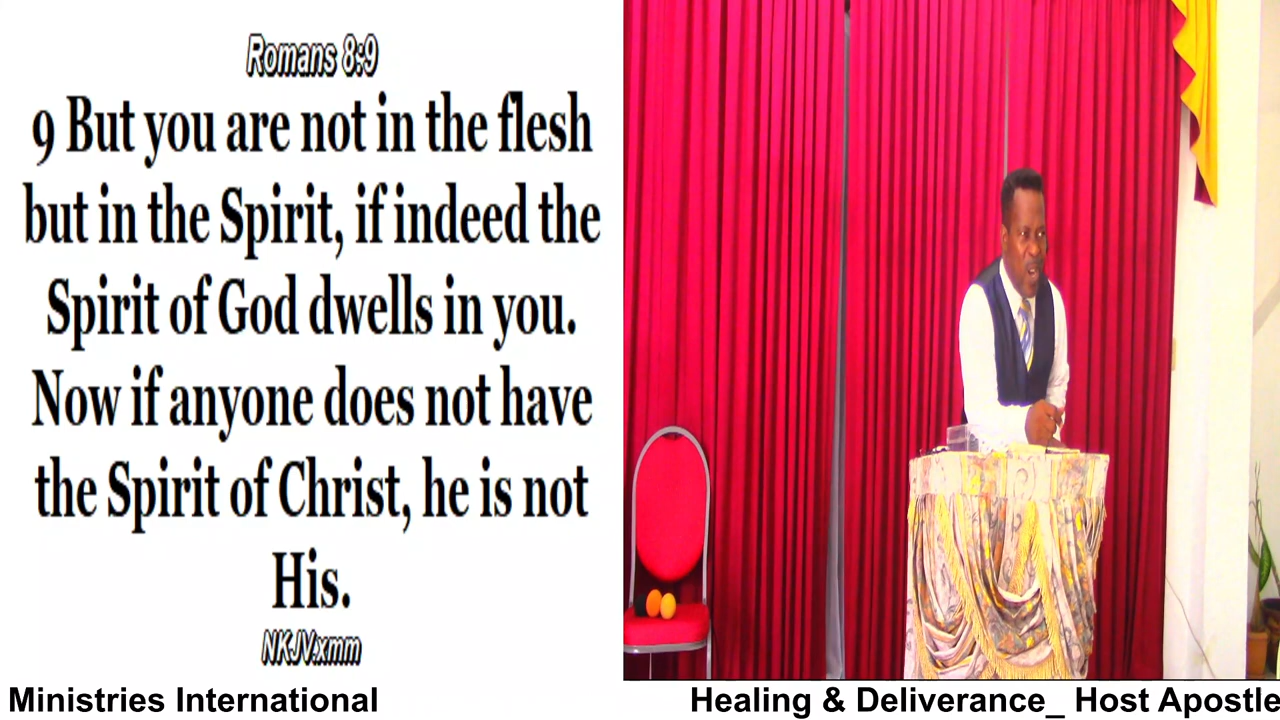 Romans 8:9
9 But you are not in the flesh
but in the Spirit, if indeed the
Spirit of God dwells in you.
Now if anyone does not have
the Spirit of Christ, he is not
His.
NKJV.xmm
Ministries International
Healing & Deliverance_ Host Apostle